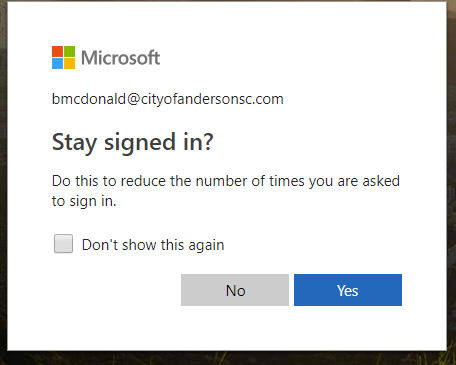 Microsoft
bmcdonald@cityofandersonsc.com
Stay signed in?
Do this to reduce the number of times you are asked
to sign in.
Don't show this again
No Yes